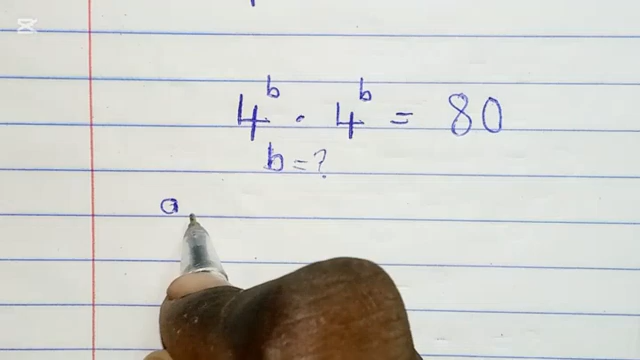 4^b · 4^b = 80
b = ?
a